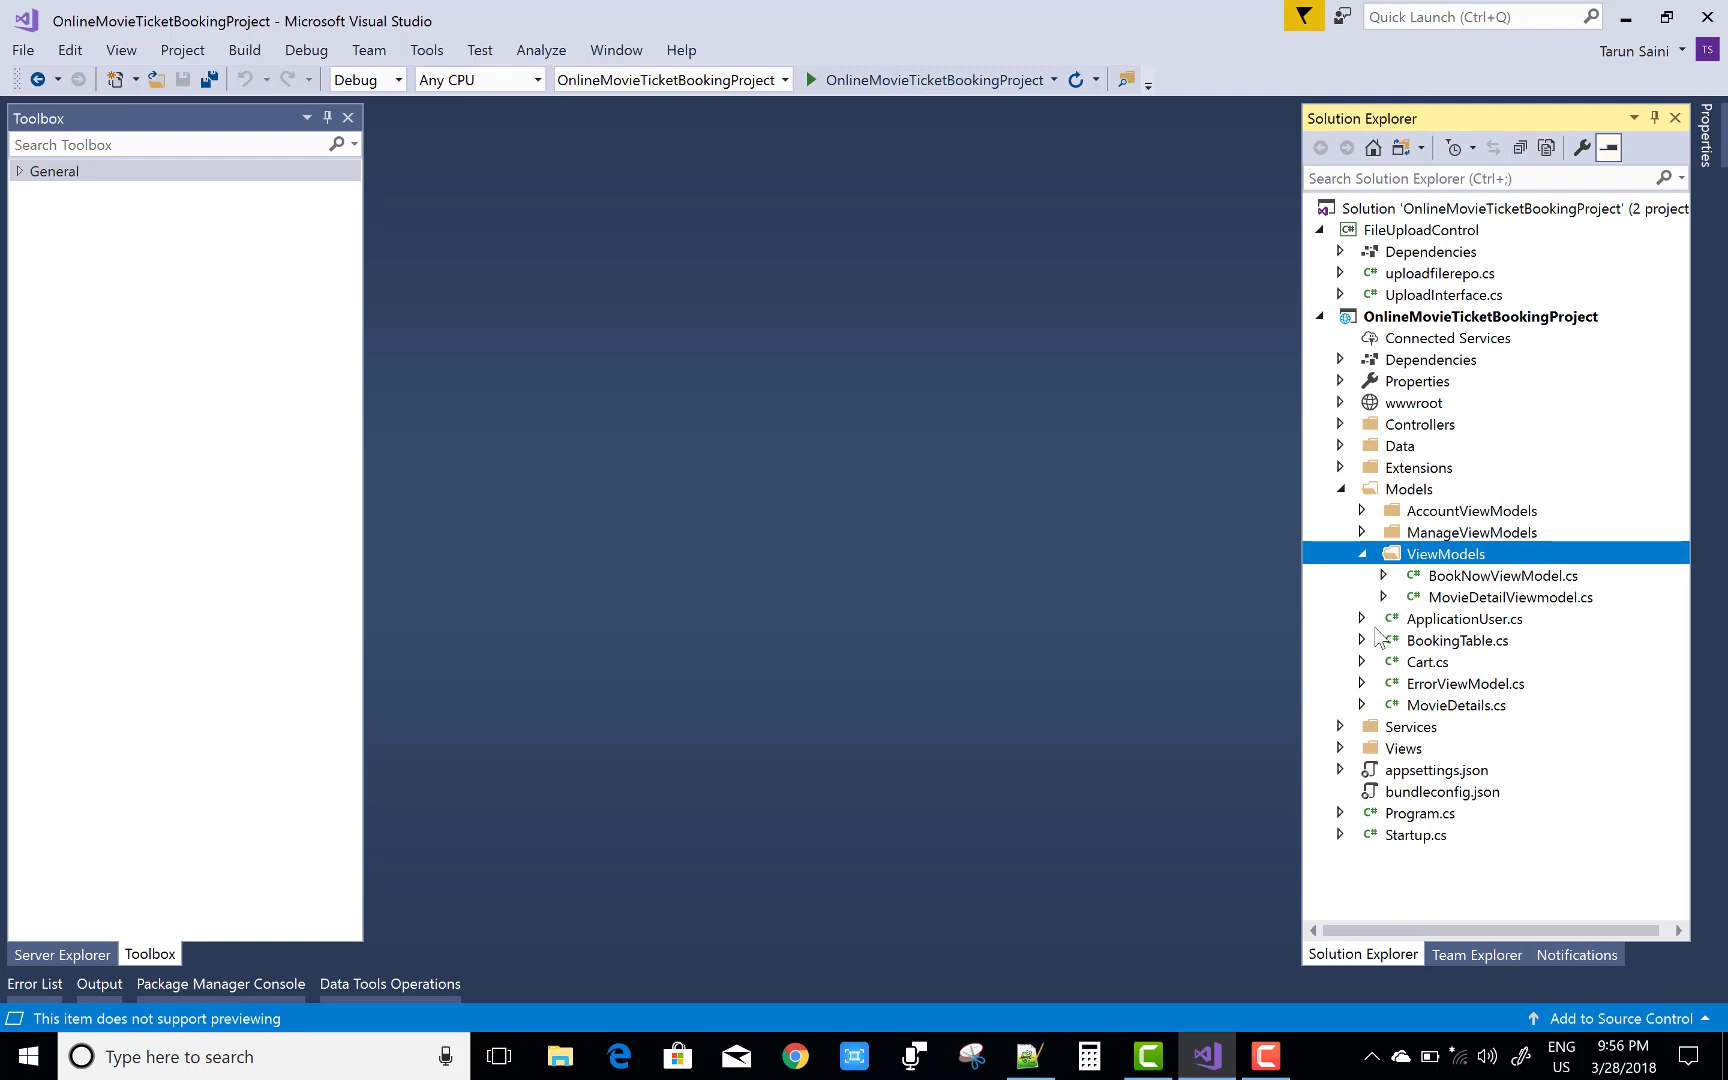 OnlineMovieTicketBookingProject - Microsoft Visual Studio
Quick Launch (Ctrl+Q)
File Edit View Project Build Debug Team Tools Test Analyze Window Help
Tarun Saini TS
Debug Any CPU OnlineMovieTicketBookingProject OnlineMovieTicketBookingProject
Toolbox
Search Toolbox
General
Solution Explorer
Search Solution Explorer (Ctrl+;)
Solution 'OnlineMovieTicketBookingProject' (2 project
C# FileUploadControl
Dependencies
C# uploadfilerepo.cs
C# UploadInterface.cs
OnlineMovieTicketBookingProject
Connected Services
Dependencies
Properties
wwwroot
Controllers
Data
Extensions
Models
AccountViewModels
ManageViewModels
ViewModels
C# BookNowViewModel.cs
C# MovieDetailViewmodel.cs
C# ApplicationUser.cs
C# BookingTable.cs
C# Cart.cs
C# ErrorViewModel.cs
C# MovieDetails.cs
Services
Views
appsettings.json
bundleconfig.json
C# Program.cs
C# Startup.cs
Properties
Server Explorer Toolbox
Solution Explorer Team Explorer Notifications
Error List Output Package Manager Console Data Tools Operations
This item does not support previewing
Add to Source Control
Type here to search
ENG
US
9:56 PM
3/28/2018